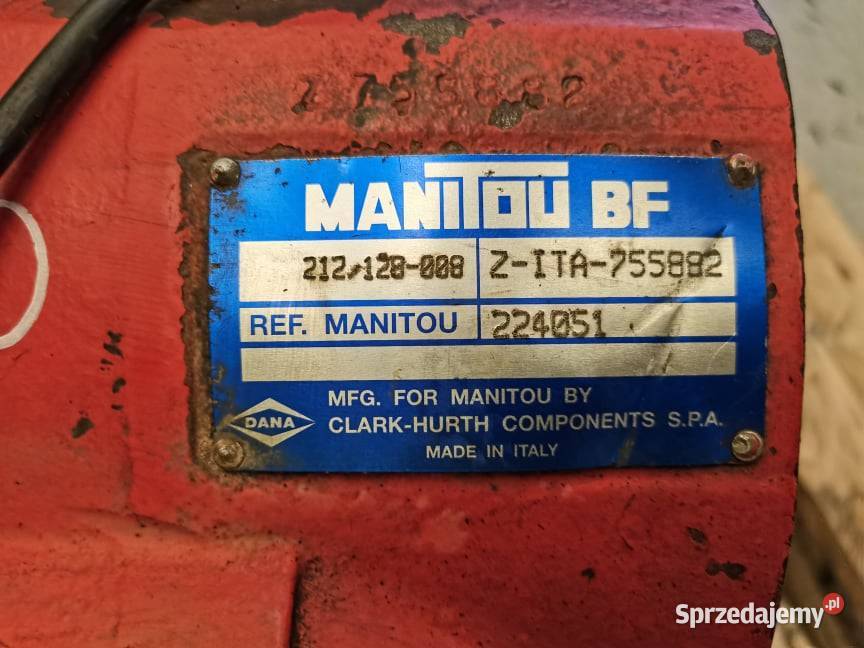 Z 755882
MANITOU BF
212/128-008 Z-ITA-755882
REF. MANITOU 224051
MFG. FOR MANITOU BY
DANA CLARK-HURTH COMPONENTS S.P.A.
MADE IN ITALY
Sprzedajemy.pl